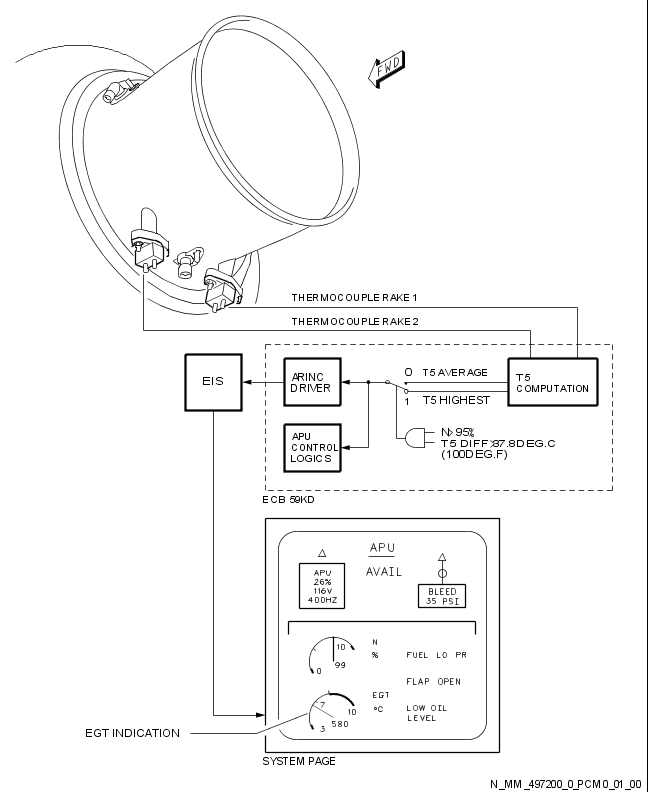 FWD
THERMOCOUPLE RAKE 1
THERMOCOUPLE RAKE 2
EIS
ARINC
DRIVER
0 T5 AVERAGE
1 T5 HIGHEST
T5
COMPUTATION
APU
CONTROL
LOGICS
N>95%
T5 DIFF>37.8DEG.C
(100DEG.F)
ECB 59KD
APU
AVAIL
APU
26%
116V
400HZ
BLEED
35 PSI
N
%
10
0
99
FUEL LO PR
FLAP OPEN
EGT
°C
7
10
3
580
LOW OIL
LEVEL
EGT INDICATION
SYSTEM PAGE
N_MM_497200_0_PCM0_01_00